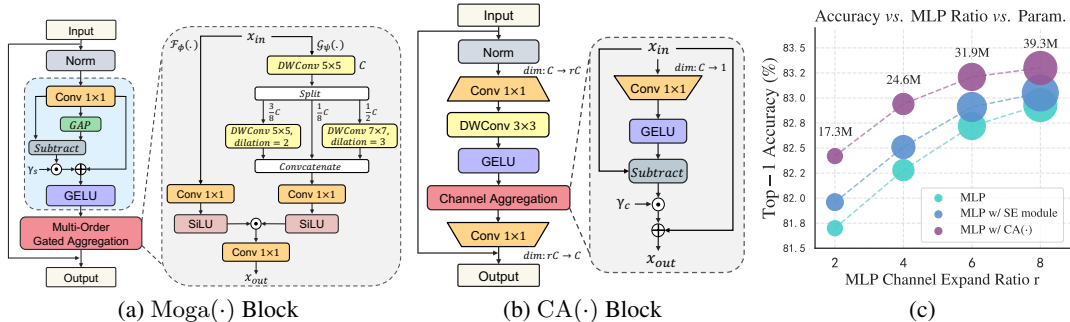 Input
Norm
Conv 1×1
GAP
Subtract
γs
GELU
Multi-Order
Gated Aggregation
Output
ℱϕ(.)
x_in
𝒢ψ(.)
DWConv 5×5
C
Split
3/8 C
1/8 C
1/2 C
DWConv 5×5,
dilation = 2
DWConv 7×7,
dilation = 3
Convcatenate
Conv 1×1
Conv 1×1
SiLU
SiLU
Conv 1×1
x_out
(a) Moga(·) Block
Input
Norm
dim: C → rC
Conv 1×1
DWConv 3×3
GELU
Channel Aggregation
Conv 1×1
dim: rC → C
Output
x_in
dim: C → 1
Conv 1×1
GELU
Subtract
γc
x_out
(b) CA(·) Block
Accuracy vs. MLP Ratio vs. Param.
Top−1 Accuracy (%)
83.5
83.2
83.0
82.8
82.5
82.2
82.0
81.8
81.5
17.3M
24.6M
31.9M
39.3M
MLP
MLP w/ SE module
MLP w/ CA(·)
2 4 6 8
MLP Channel Expand Ratio r
(c)